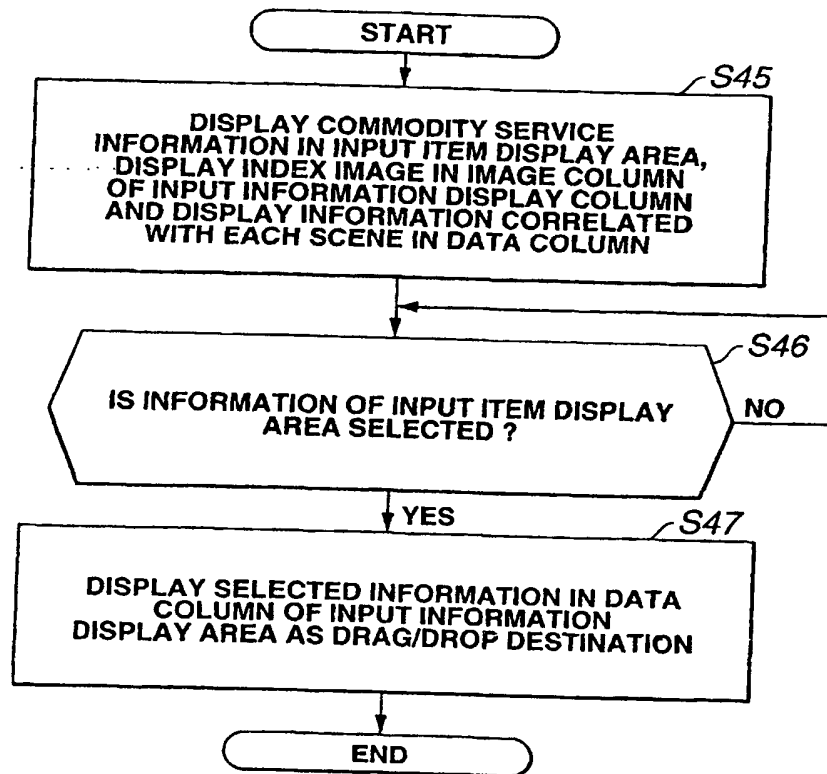 START
S45
DISPLAY COMMODITY SERVICE
INFORMATION IN INPUT ITEM DISPLAY AREA,
DISPLAY INDEX IMAGE IN IMAGE COLUMN
OF INPUT INFORMATION DISPLAY COLUMN
AND DISPLAY INFORMATION CORRELATED
WITH EACH SCENE IN DATA COLUMN
S46
IS INFORMATION OF INPUT ITEM DISPLAY
AREA SELECTED ?
NO
YES
S47
DISPLAY SELECTED INFORMATION IN DATA
COLUMN OF INPUT INFORMATION
DISPLAY AREA AS DRAG/DROP DESTINATION
END